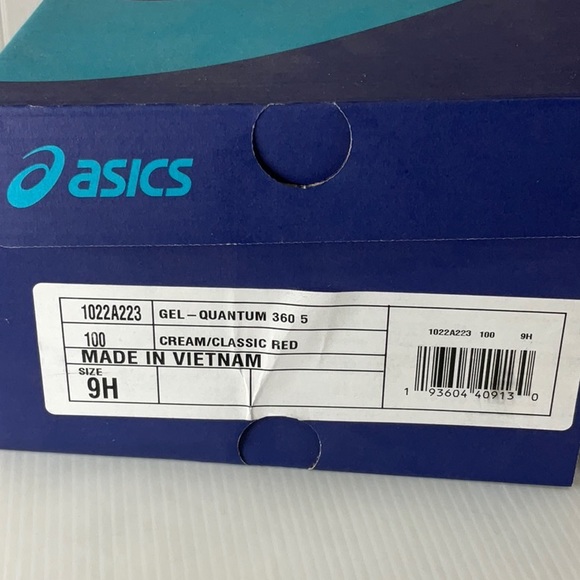 asics
1022A223 GEL-QUANTUM 360 5
100 CREAM/CLASSIC RED
MADE IN VIETNAM
SIZE
9H
1022A223 100 9H
1 93604 40913 0